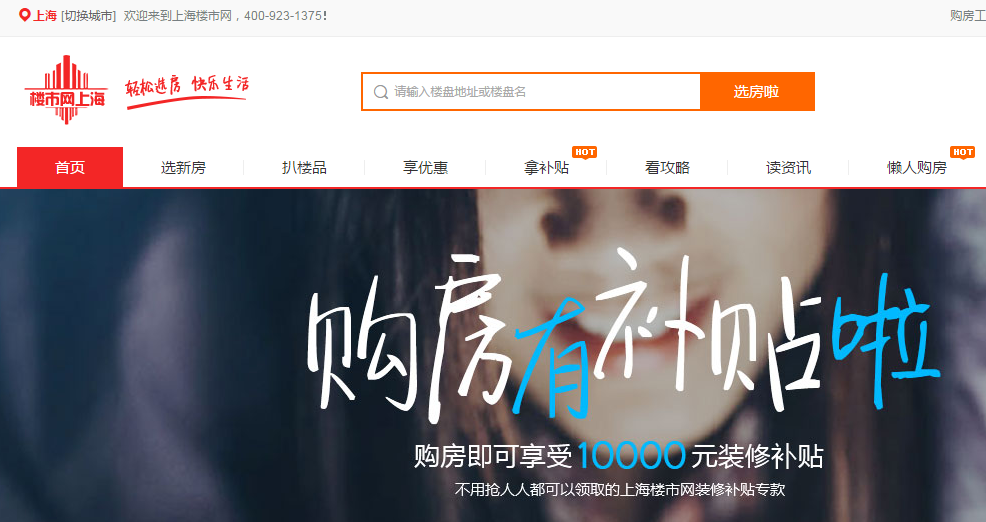 上海 [切换城市] 欢迎来到上海楼市网，400-923-1375！ 购房工
楼市网上海 轻松选房 快乐生活
请输入楼盘地址或楼盘名 选房啦
HOT HOT
首页 选新房 扒楼品 享优惠 拿补贴 看攻略 读资讯 懒人购房
购房有补贴啦
购房即可享受10000元装修补贴
不用抢人人都可以领取的上海楼市网装修补贴专款